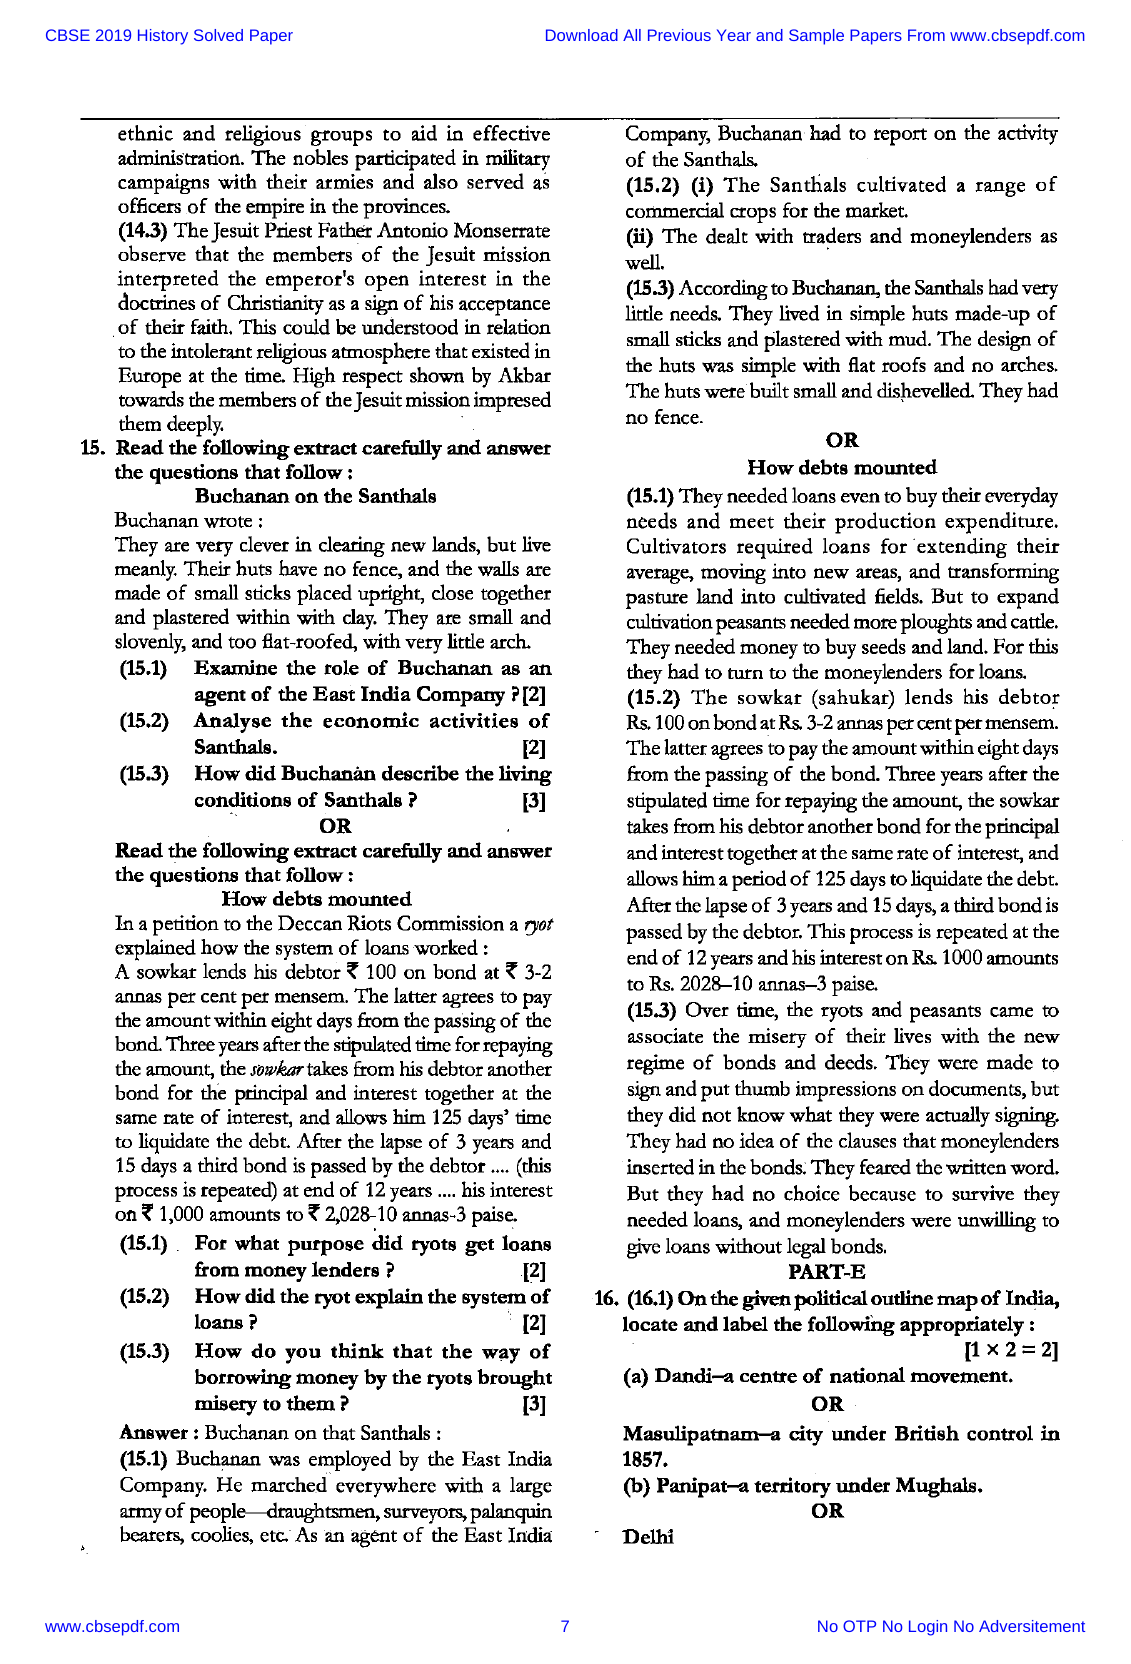 CBSE 2019 History Solved Paper
Download All Previous Year and Sample Papers From www.cbsepdf.com
ethnic and religious groups to aid in effective
administration. The nobles participated in military
campaigns with their armies and also served as
officers of the empire in the provinces.
(14.3) The Jesuit Priest Father Antonio Monserrate
observe that the members of the Jesuit mission
interpreted the emperor's open interest in the
doctrines of Christianity as a sign of his acceptance
of their faith. This could be understood in relation
to the intolerant religious atmosphere that existed in
Europe at the time. High respect shown by Akbar
towards the members of the Jesuit mission impresed
them deeply.
15. Read the following extract carefully and answer
the questions that follow :
Buchanan on the Santhals
Buchanan wrote :
They are very clever in clearing new lands, but live
meanly. Their huts have no fence, and the walls are
made of small sticks placed upright, close together
and plastered within with clay. They are small and
slovenly, and too flat-roofed, with very little arch.
(15.1) Examine the role of Buchanan as an
agent of the East India Company ? [2]
(15.2) Analyse the economic activities of
Santhals. [2]
(15.3) How did Buchanan describe the living
conditions of Santhals ? [3]
OR
Read the following extract carefully and answer
the questions that follow :
How debts mounted
In a petition to the Deccan Riots Commission a ryot
explained how the system of loans worked :
A sowkar lends his debtor ₹ 100 on bond at ₹ 3-2
annas per cent per mensem. The latter agrees to pay
the amount within eight days from the passing of the
bond. Three years after the stipulated time for repaying
the amount, the sowkar takes from his debtor another
bond for the principal and interest together at the
same rate of interest, and allows him 125 days' time
to liquidate the debt. After the lapse of 3 years and
15 days a third bond is passed by the debtor .... (this
process is repeated) at end of 12 years .... his interest
on ₹ 1,000 amounts to ₹ 2,028-10 annas-3 paise.
(15.1) For what purpose did ryots get loans
from money lenders ? [2]
(15.2) How did the ryot explain the system of
loans ? [2]
(15.3) How do you think that the way of
borrowing money by the ryots brought
misery to them ? [3]
Answer : Buchanan on that Santhals :
(15.1) Buchanan was employed by the East India
Company. He marched everywhere with a large
army of people—draughtsmen, surveyors, palanquin
bearers, coolies, etc. As an agent of the East India
Company, Buchanan had to report on the activity
of the Santhals.
(15.2) (i) The Santhals cultivated a range of
commercial crops for the market.
(ii) The dealt with traders and moneylenders as
well.
(15.3) According to Buchanan, the Santhals had very
little needs. They lived in simple huts made-up of
small sticks and plastered with mud. The design of
the huts was simple with flat roofs and no arches.
The huts were built small and dishevelled. They had
no fence.
OR
How debts mounted
(15.1) They needed loans even to buy their everyday
needs and meet their production expenditure.
Cultivators required loans for extending their
average, moving into new areas, and transforming
pasture land into cultivated fields. But to expand
cultivation peasants needed more ploughts and cattle.
They needed money to buy seeds and land. For this
they had to turn to the moneylenders for loans.
(15.2) The sowkar (sahukar) lends his debtor
Rs. 100 on bond at Rs. 3-2 annas per cent per mensem.
The latter agrees to pay the amount within eight days
from the passing of the bond. Three years after the
stipulated time for repaying the amount, the sowkar
takes from his debtor another bond for the principal
and interest together at the same rate of interest, and
allows him a period of 125 days to liquidate the debt.
After the lapse of 3 years and 15 days, a third bond is
passed by the debtor. This process is repeated at the
end of 12 years and his interest on Rs. 1000 amounts
to Rs. 2028–10 annas–3 paise.
(15.3) Over time, the ryots and peasants came to
associate the misery of their lives with the new
regime of bonds and deeds. They were made to
sign and put thumb impressions on documents, but
they did not know what they were actually signing.
They had no idea of the clauses that moneylenders
inserted in the bonds. They feared the written word.
But they had no choice because to survive they
needed loans, and moneylenders were unwilling to
give loans without legal bonds.
PART-E
16. (16.1) On the given political outline map of India,
locate and label the following appropriately :
[1 × 2 = 2]
(a) Dandi–a centre of national movement.
OR
Masulipatnam–a city under British control in
1857.
(b) Panipat–a territory under Mughals.
OR
Delhi
www.cbsepdf.com
7
No OTP No Login No Adversitement